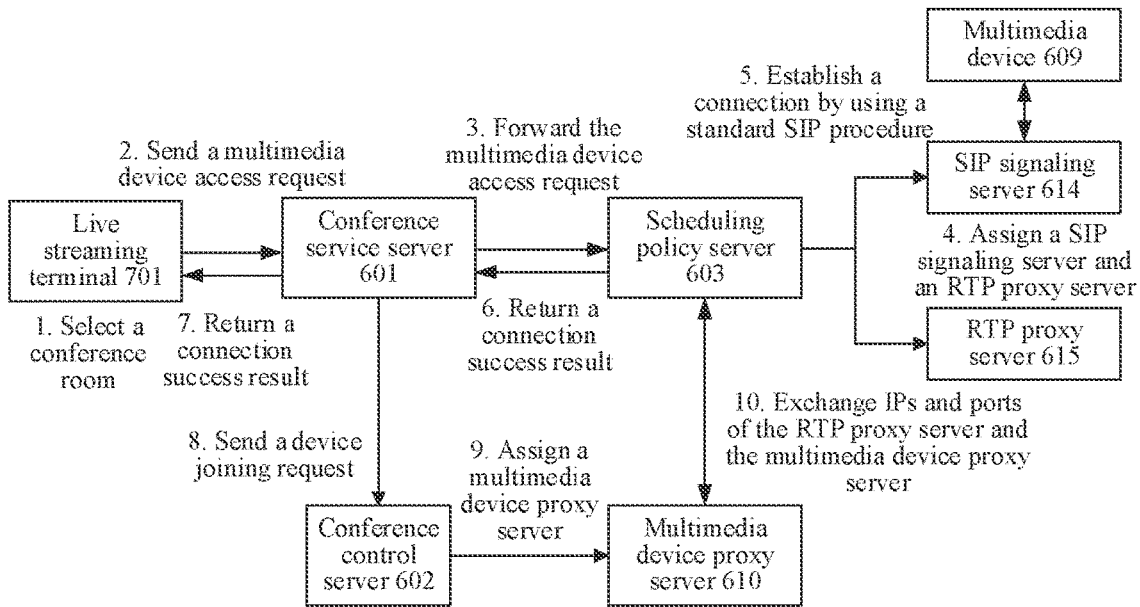 Multimedia
device 609
5. Establish a
connection by using a
standard SIP procedure
3. Forward the
multimedia device
access request
2. Send a multimedia
device access request
SIP signaling
server 614
Live
streaming
terminal 701
Conference
service server
601
Scheduling
policy server
603
4. Assign a SIP
signaling server and
an RTP proxy server
1. Select a
conference
room
7. Return a
connection
success result
6. Return a
connection
success result
RTP proxy
server 615
10. Exchange IPs and ports
of the RTP proxy server and
the multimedia device proxy
server
8. Send a device
joining request
9. Assign a
multimedia
device proxy
server
Conference
control
server 602
Multimedia
device proxy
server 610